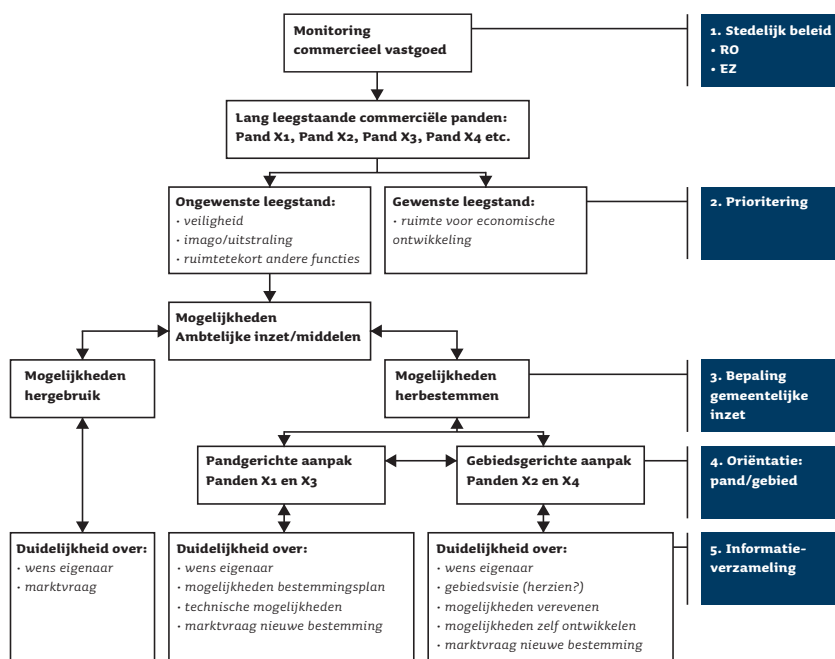 Monitoring
commercieel vastgoed
1. Stedelijk beleid
• RO
• EZ
Lang leegstaande commerciële panden:
Pand X1, Pand X2, Pand X3, Pand X4 etc.
Ongewenste leegstand:
· veiligheid
· imago/uitstraling
· ruimtetekort andere functies
Gewenste leegstand:
· ruimte voor economische
ontwikkeling
2. Prioritering
Mogelijkheden
Ambtelijke inzet/middelen
Mogelijkheden
hergebruik
Mogelijkheden
herbestemmen
3. Bepaling
gemeentelijke
inzet
Pandgerichte aanpak
Panden X1 en X3
Gebiedsgerichte aanpak
Panden X2 en X4
4. Oriëntatie:
pand/gebied
Duidelijkheid over:
· wens eigenaar
· marktvraag
Duidelijkheid over:
· wens eigenaar
· mogelijkheden bestemmingsplan
· technische mogelijkheden
· marktvraag nieuwe bestemming
Duidelijkheid over:
· wens eigenaar
· gebiedsvisie (herzien?)
· mogelijkheden verevenen
· mogelijkheden zelf ontwikkelen
· marktvraag nieuwe bestemming
5. Informatie-
verzameling